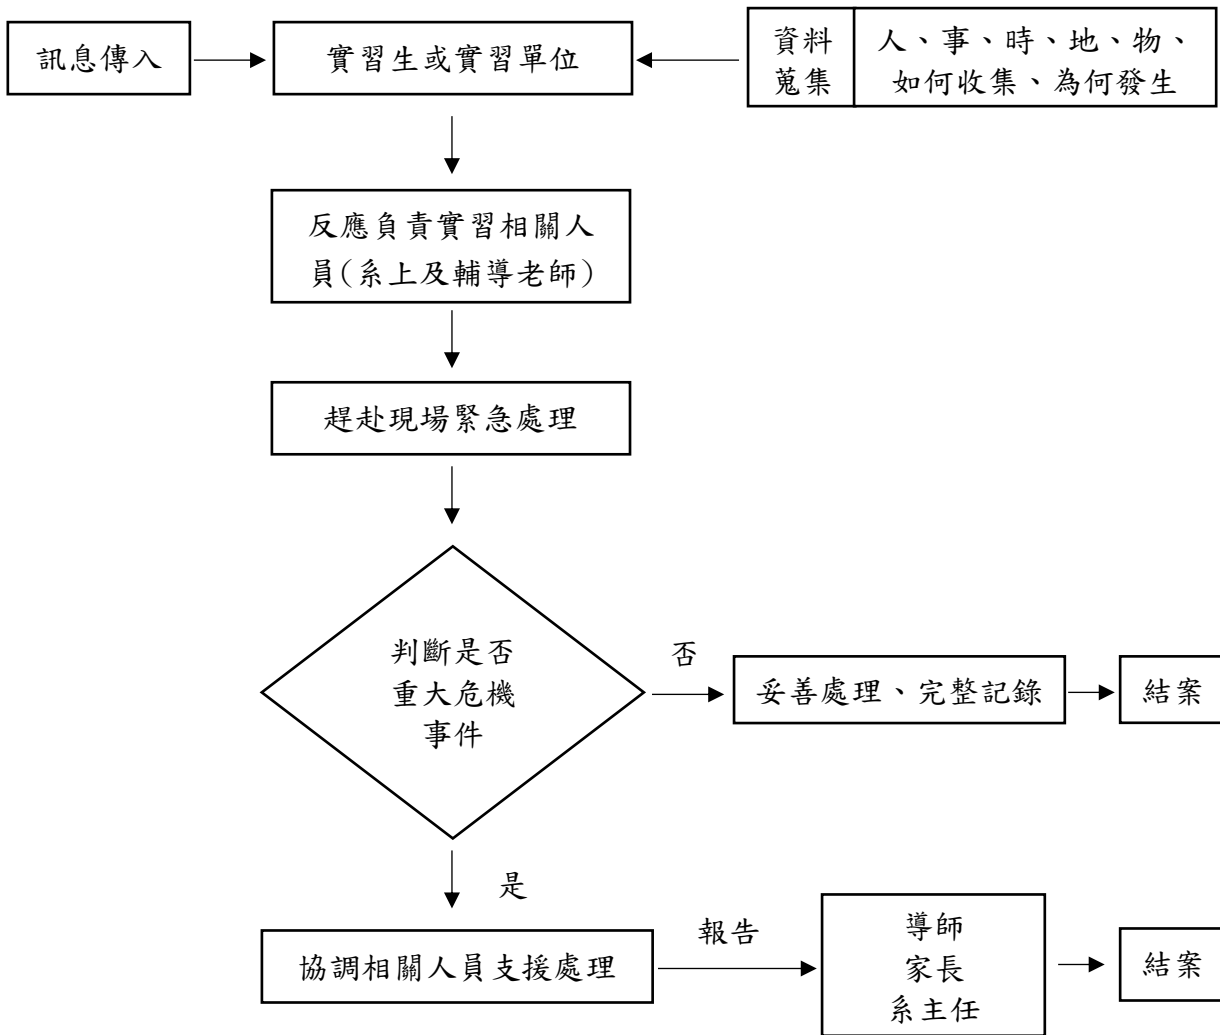 訊息傳入
實習生或實習單位
資料
蒐集
人、事、時、地、物、
如何收集、為何發生
反應負責實習相關人
員(系上及輔導老師)
趕赴現場緊急處理
判斷是否
重大危機
事件
否
妥善處理、完整記錄
結案
是
協調相關人員支援處理
報告
導師
家長
系主任
結案